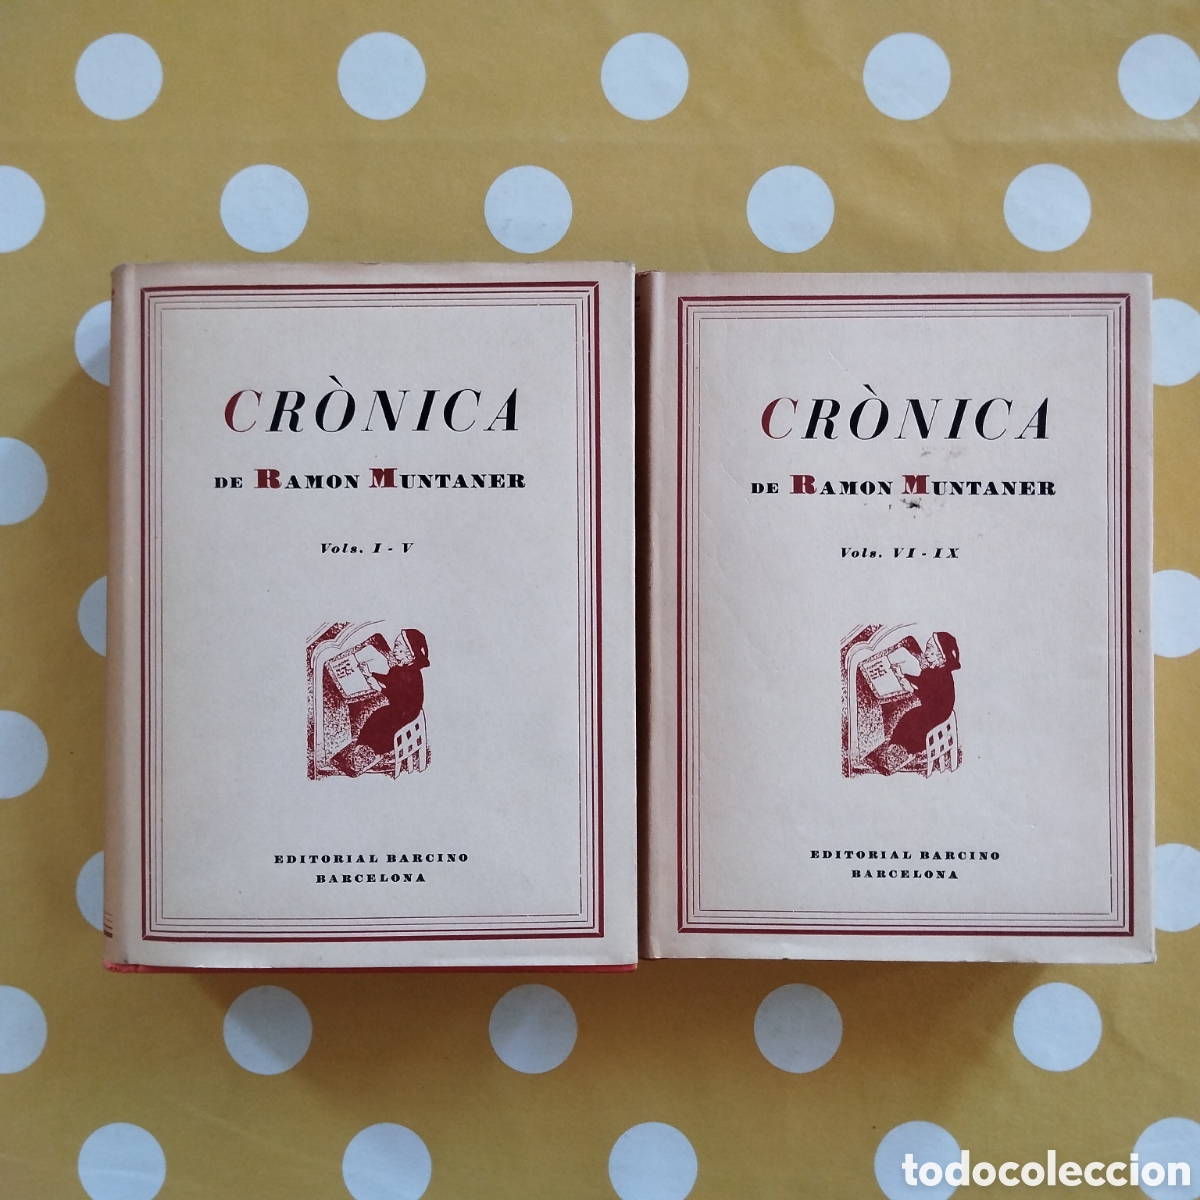 CRÒNICA
DE RAMON MUNTANER
Vols. I - V
EDITORIAL BARCINO
BARCELONA
CRÒNICA
DE RAMON MUNTANER
Vols. VI - IX
EDITORIAL BARCINO
BARCELONA
todocoleccion